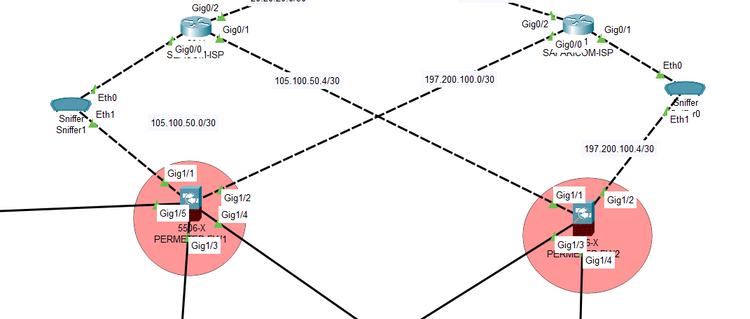 Gig0/2
Gig0/1
Gig0/0
-ISP
Gig0/2
Gig0/1
Gig0/0
-ISP
Eth0
Eth1
Sniffer
Sniffer1
105.100.50.4/30
197.200.100.0/30
105.100.50.0/30
Eth0
Sniffer
Eth1
197.200.100.4/30
Gig1/1
Gig1/2
Gig1/5
Gig1/4
Gig1/3
Gig1/1
Gig1/2
Gig1/3
Gig1/4